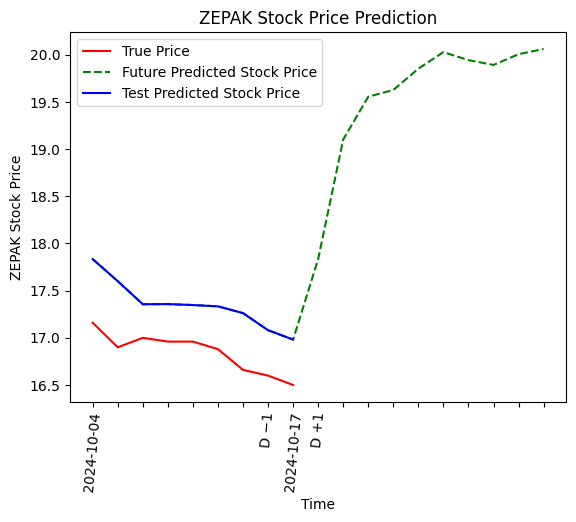 ZEPAK Stock Price Prediction
True Price
Future Predicted Stock Price
Test Predicted Stock Price
ZEPAK Stock Price
20.0
19.5
19.0
18.5
18.0
17.5
17.0
16.5
2024-10-04
D −1
2024-10-17
D +1
Time